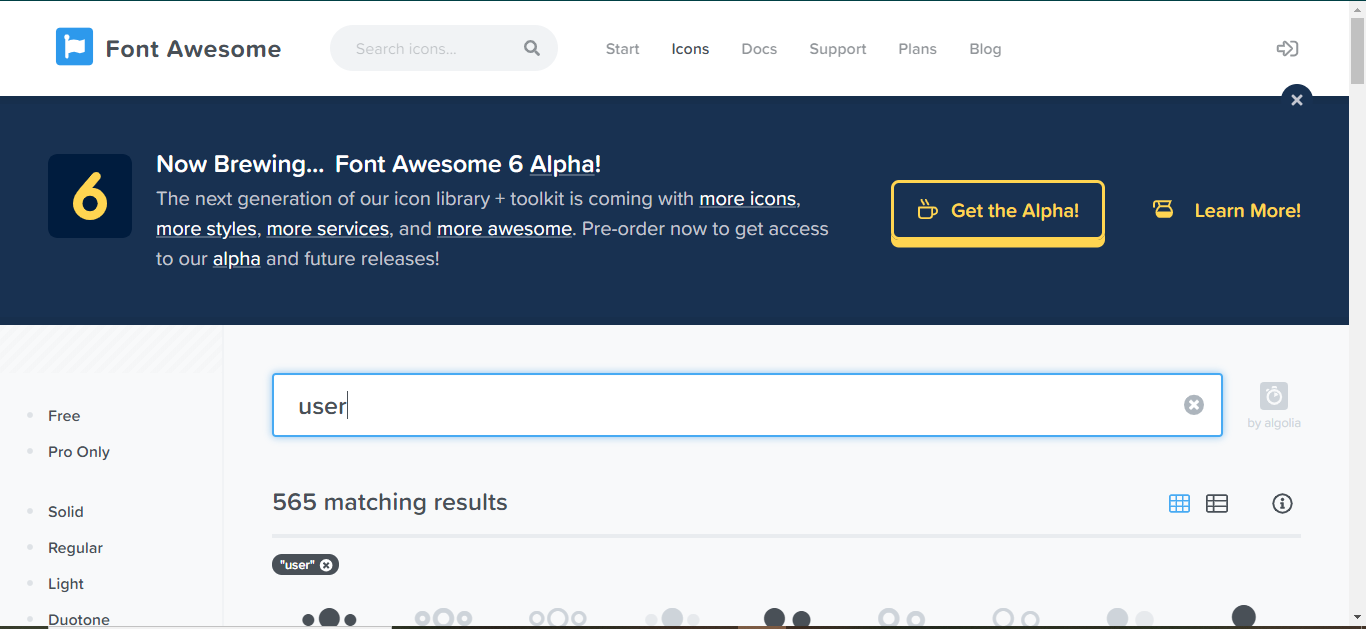 Font Awesome
Search icons...
Start
Icons
Docs
Support
Plans
Blog
6
Now Brewing... Font Awesome 6 Alpha!
The next generation of our icon library + toolkit is coming with more icons,
more styles, more services, and more awesome. Pre-order now to get access
to our alpha and future releases!
Get the Alpha!
Learn More!
Free
Pro Only
Solid
Regular
Light
Duotone
user
by algolia
565 matching results
"user"